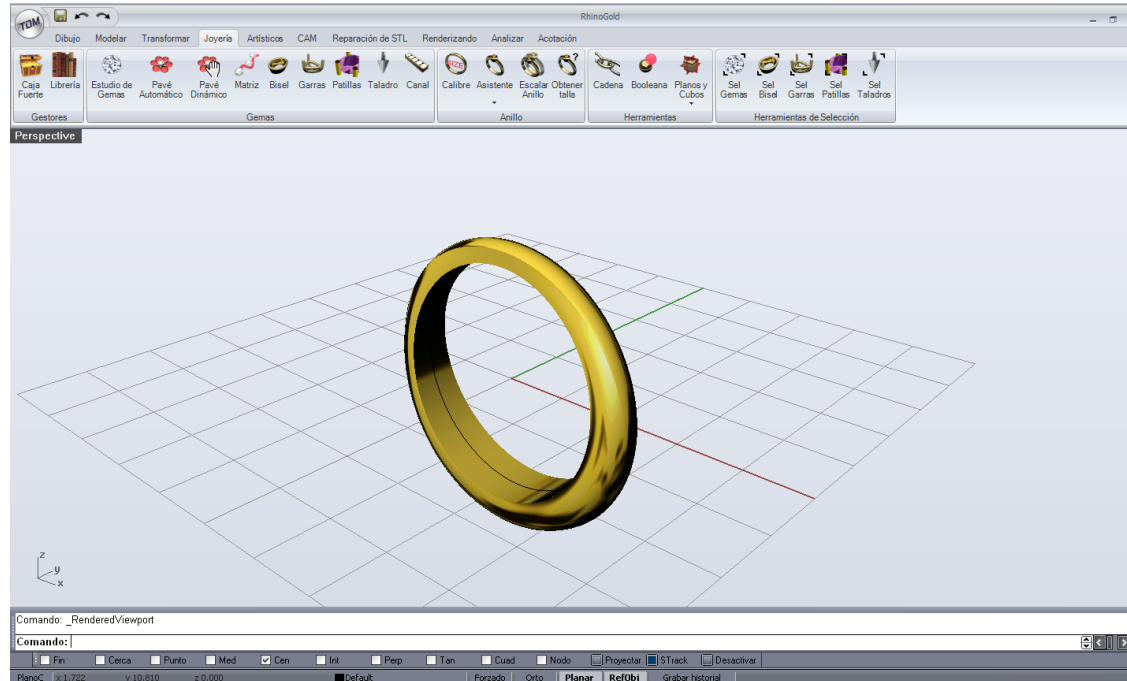 RhinoGold
TDM
Dibujo Modelar Transformar Joyería Artísticos CAM Reparación de STL Renderizando Analizar Acotación
Caja Fuerte Librería Estudio de Gemas Pavé Automático Pavé Dinámico Matriz Bisel Garras Patillas Taladro Canal SIZE Calibre Asistente Escalar Anillo Obtener talla Cadena Booleana Planos y Cubos Sel Gemas Sel Bisel Sel Garras Sel Patillas Sel Taladros
Gestores Gemas Anillo Herramientas Herramientas de Selección
Perspective
z
y
x
Comando: _RenderedViewport
Comando:
Fin Cerca Punto Med Cen Int Perp Tan Cuad Nodo Proyectar STrack Desactivar
PlanoC x 1.722 y 10.810 z 0.000 Default Forzado Orto Planar RefObj Grabar historial